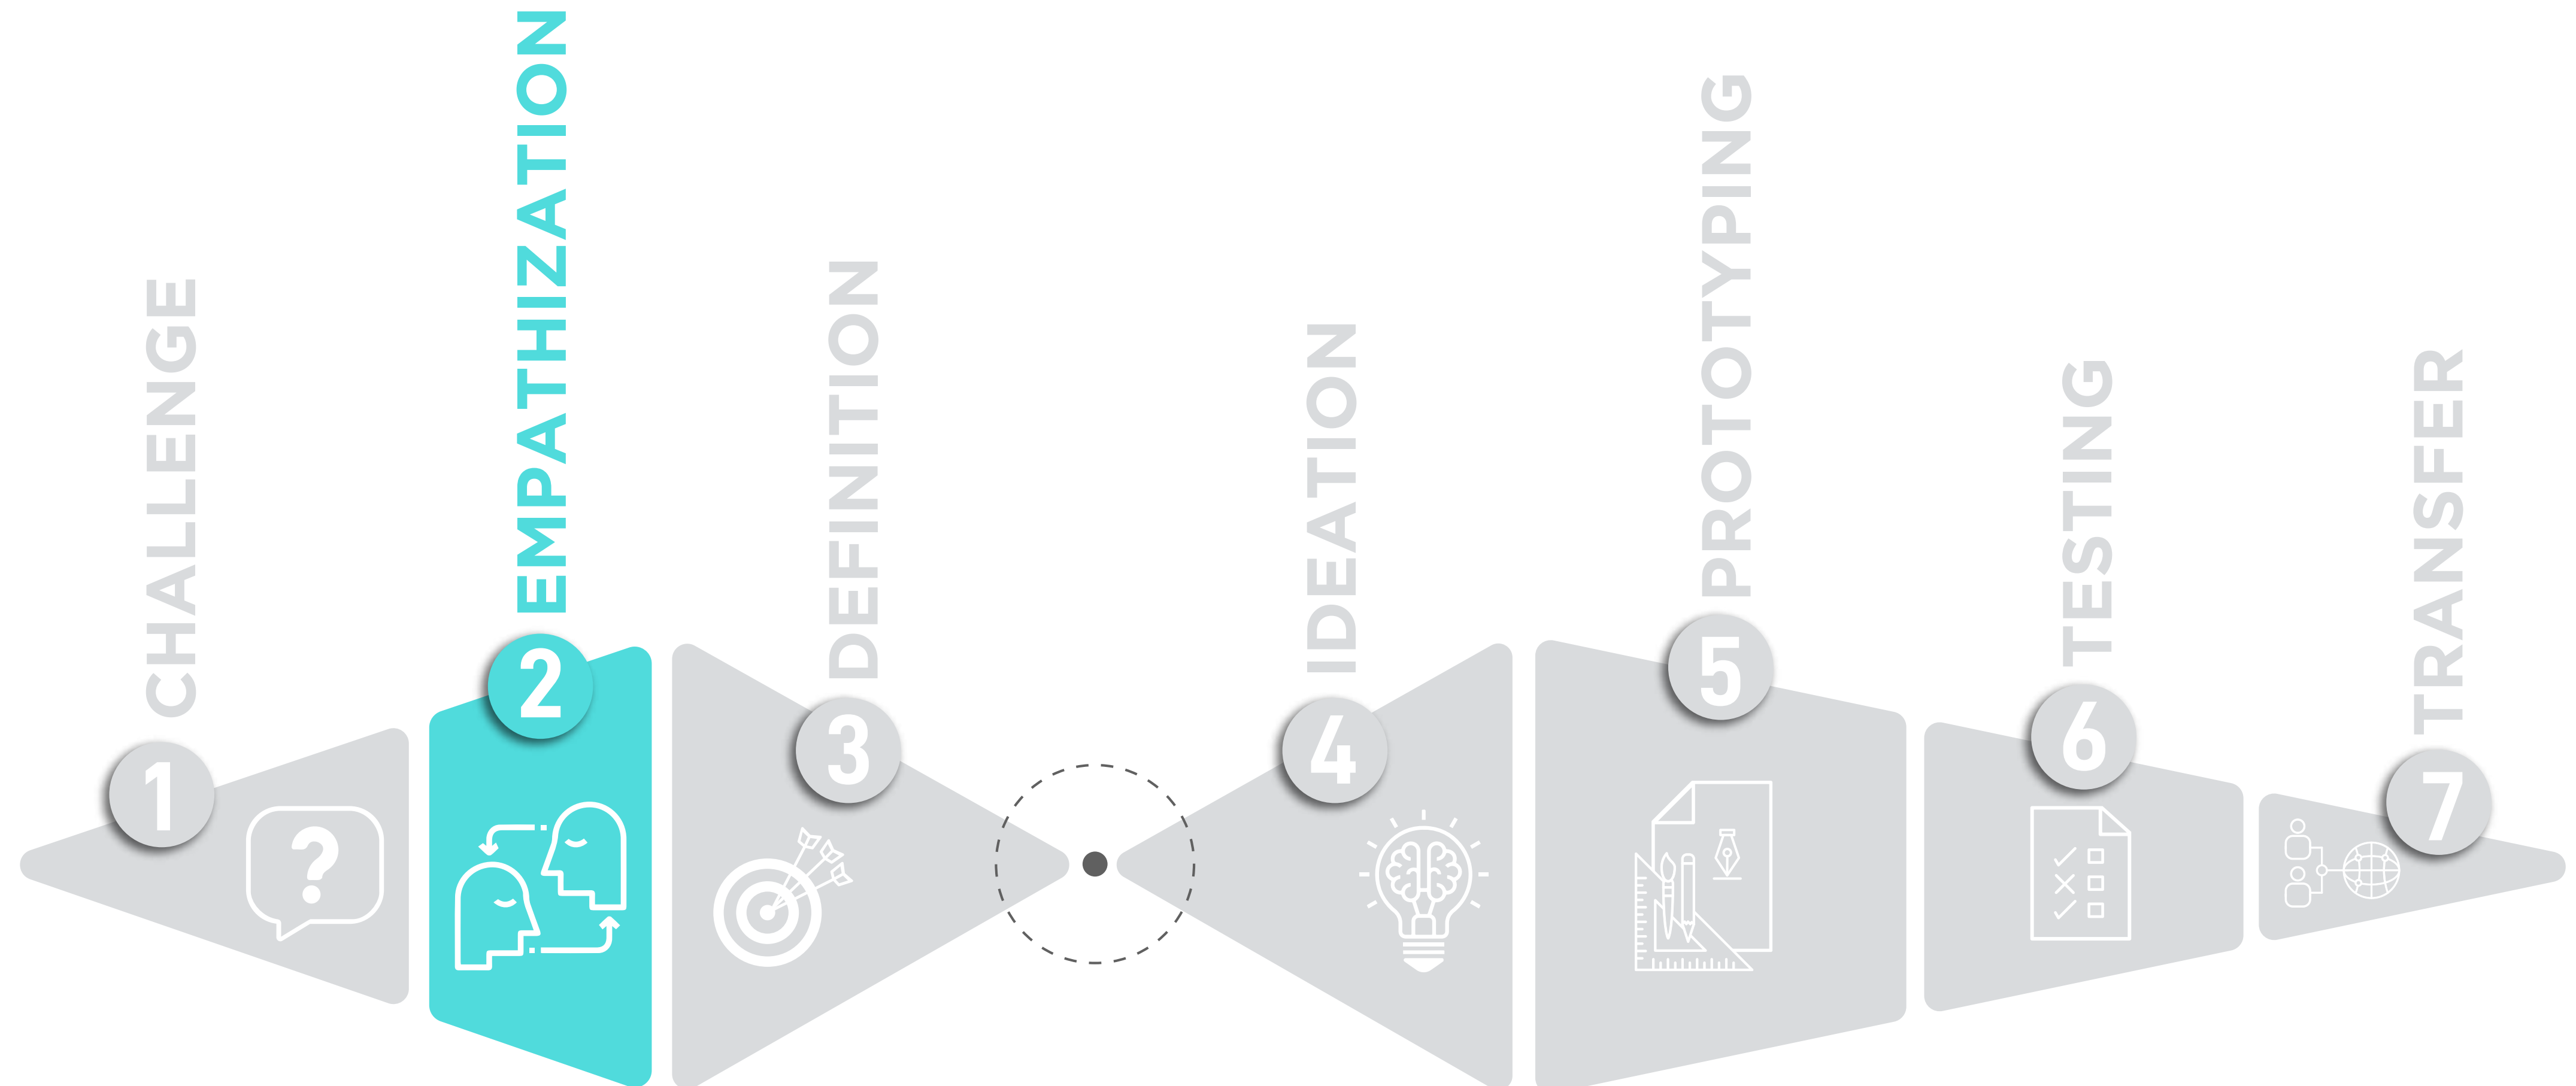 1 CHALLENGE
2 EMPATHIZATION
3 DEFINITION
4 IDEATION
5 PROTOTYPING
6 TESTING
7 TRANSFER
?